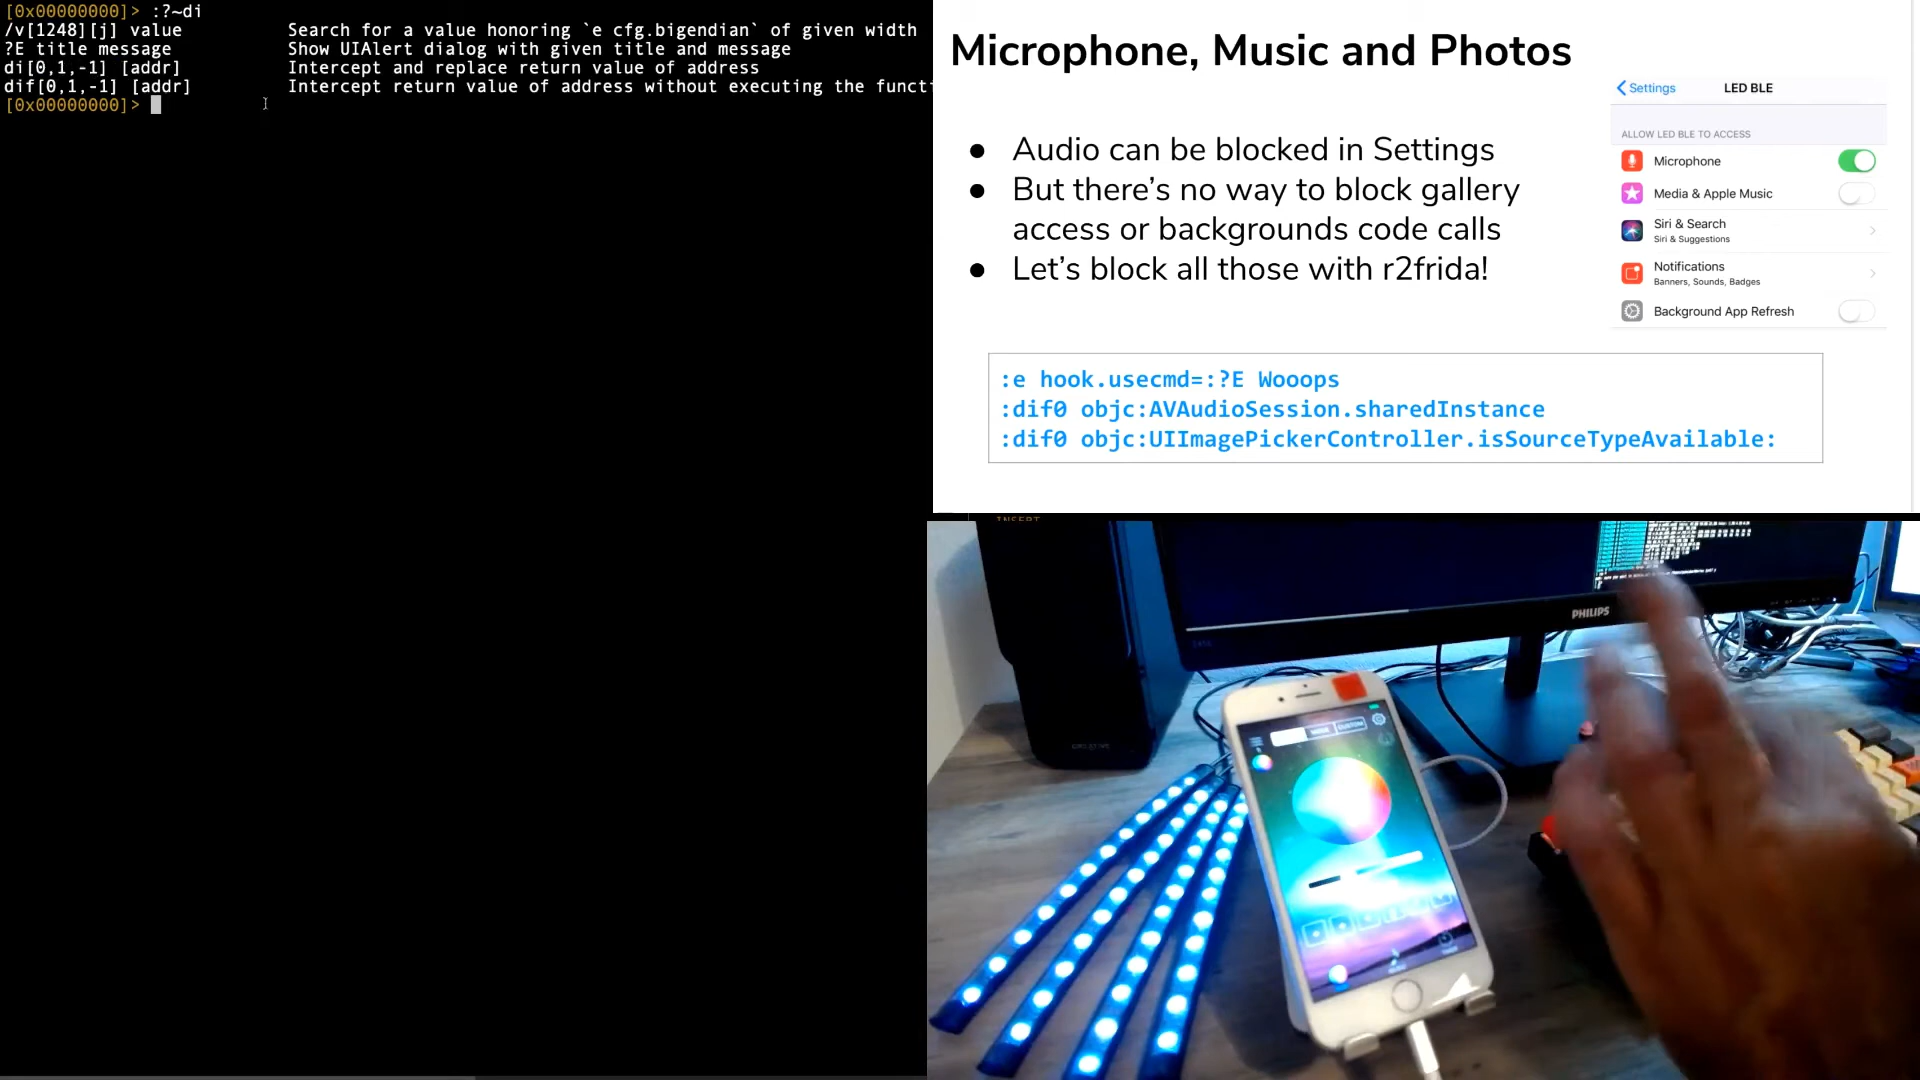 [0x00000000]> :?~di
/v[1248][j] value Search for a value honoring `e cfg.bigendian` of given width
?E title message Show UIAlert dialog with given title and message
di[0,1,-1] [addr] Intercept and replace return value of address
dif[0,1,-1] [addr] Intercept return value of address without executing the functi
[0x00000000]>
Microphone, Music and Photos
● Audio can be blocked in Settings
● But there’s no way to block gallery
access or backgrounds code calls
● Let’s block all those with r2frida!
Settings LED BLE
ALLOW LED BLE TO ACCESS
Microphone
Media & Apple Music
Siri & Search
Siri & Suggestions
Notifications
Banners, Sounds, Badges
Background App Refresh
:e hook.usecmd=:?E Wooops
:dif0 objc:AVAudioSession.sharedInstance
:dif0 objc:UIImagePickerController.isSourceTypeAvailable:
PHILIPS
MODE CUSTOM